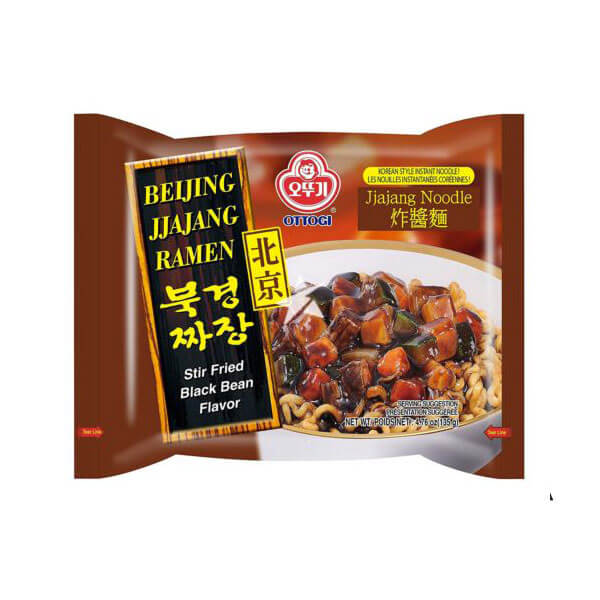 BEIJING
JJAJANG
RAMEN
북경
짜장
北京
Stir Fried
Black Bean
Flavor
오뚜기
®
OTTOGI
KOREAN STYLE INSTANT NOODLE!
LES NOUILLES INSTANTANÉES CORÉENNES!
Jjajang Noodle
炸醬麵
SERVING SUGGESTION
PRÉSENTATION SUGGÉRÉE
NET WT. POIDS NET: 4.76 oz (135g)
Tear Line
Tear Line